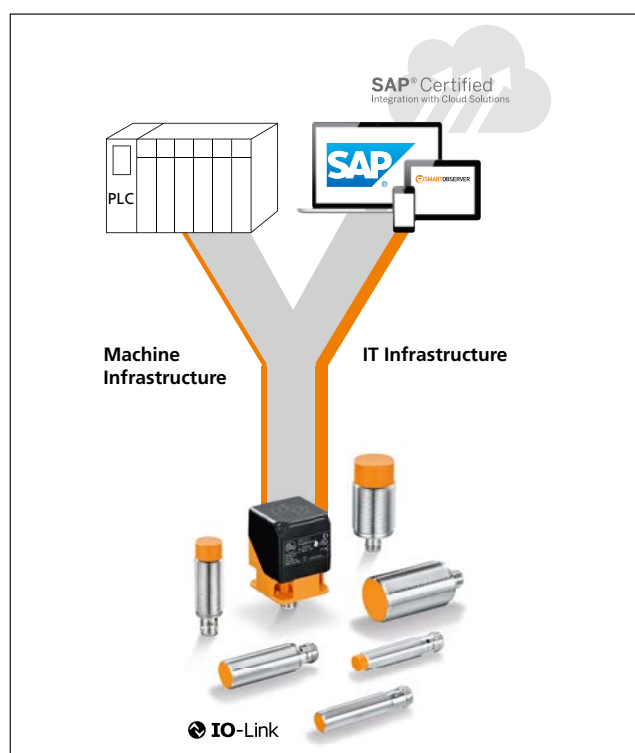 SAP® Certified
Integration with Cloud Solutions
PLC
SAP ®
SMARTOBSERVER
Machine
Infrastructure
IT Infrastructure
IO-Link